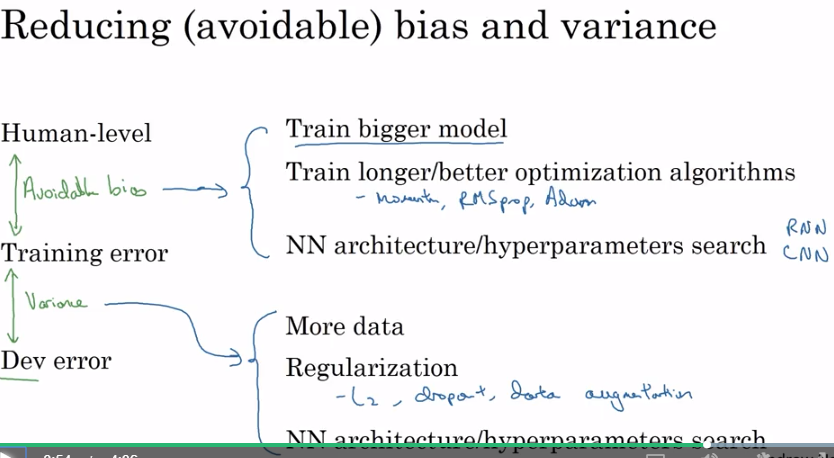 Reducing (avoidable) bias and variance
Human-level
Avoidable bias
Training error
Variance
Dev error
Train bigger model
Train longer/better optimization algorithms
- Momentum, RMSprop, Adam
NN architecture/hyperparameters search
RNN
CNN
More data
Regularization
- L2, dropout, data augmentation
NN architecture/hyperparameters search